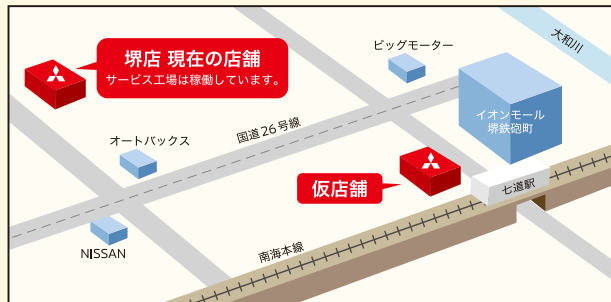 堺店 現在の店舗
サービス工場は稼働しています。
ビッグモーター
大和川
イオンモール
堺鉄砲町
国道26号線
オートバックス
仮店舗
七道駅
南海本線
NISSAN